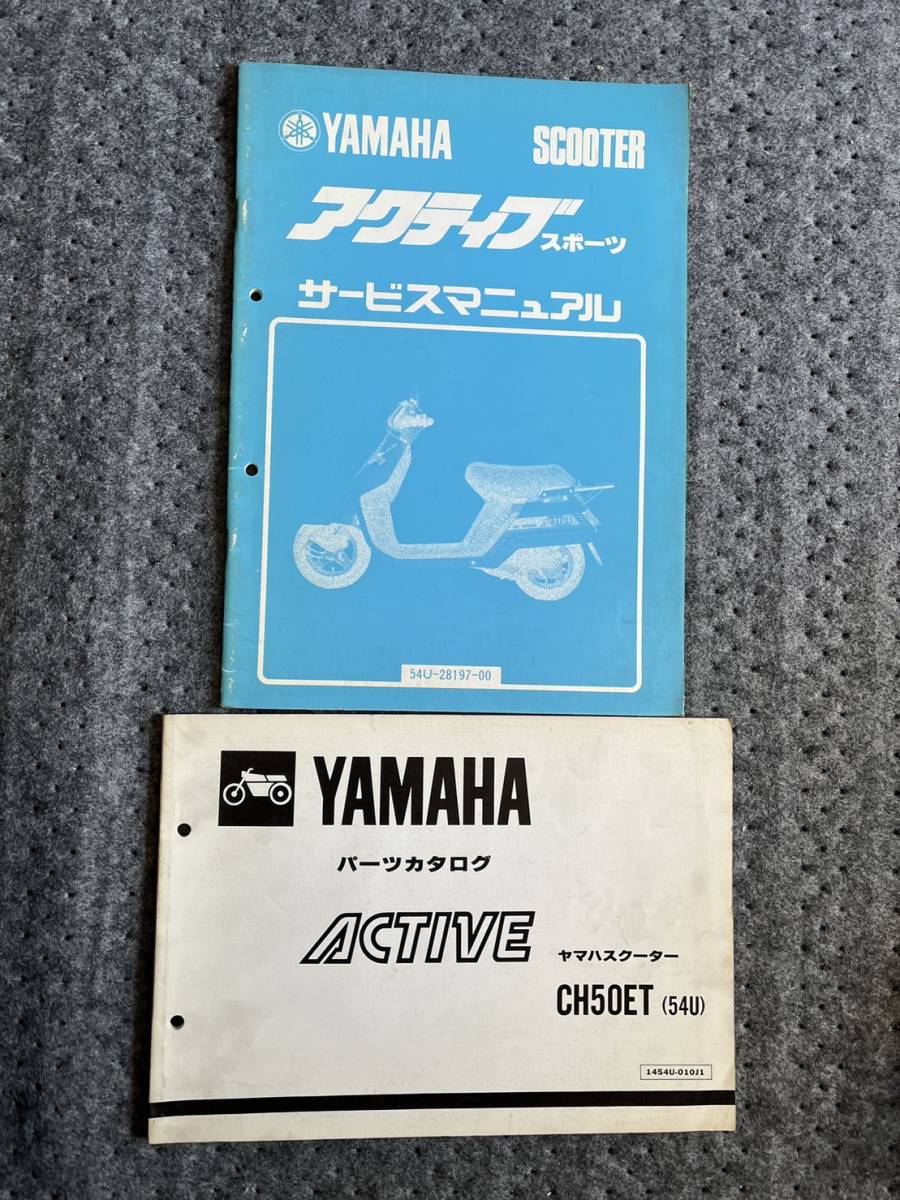 YAMAHA SCOOTER
アクティブ スポーツ
サービスマニュアル
ACTIVE
54U-28197-00
YAMAHA
パーツカタログ
ACTIVE ヤマハスクーター
CH50ET (54U)
1454U-010J1